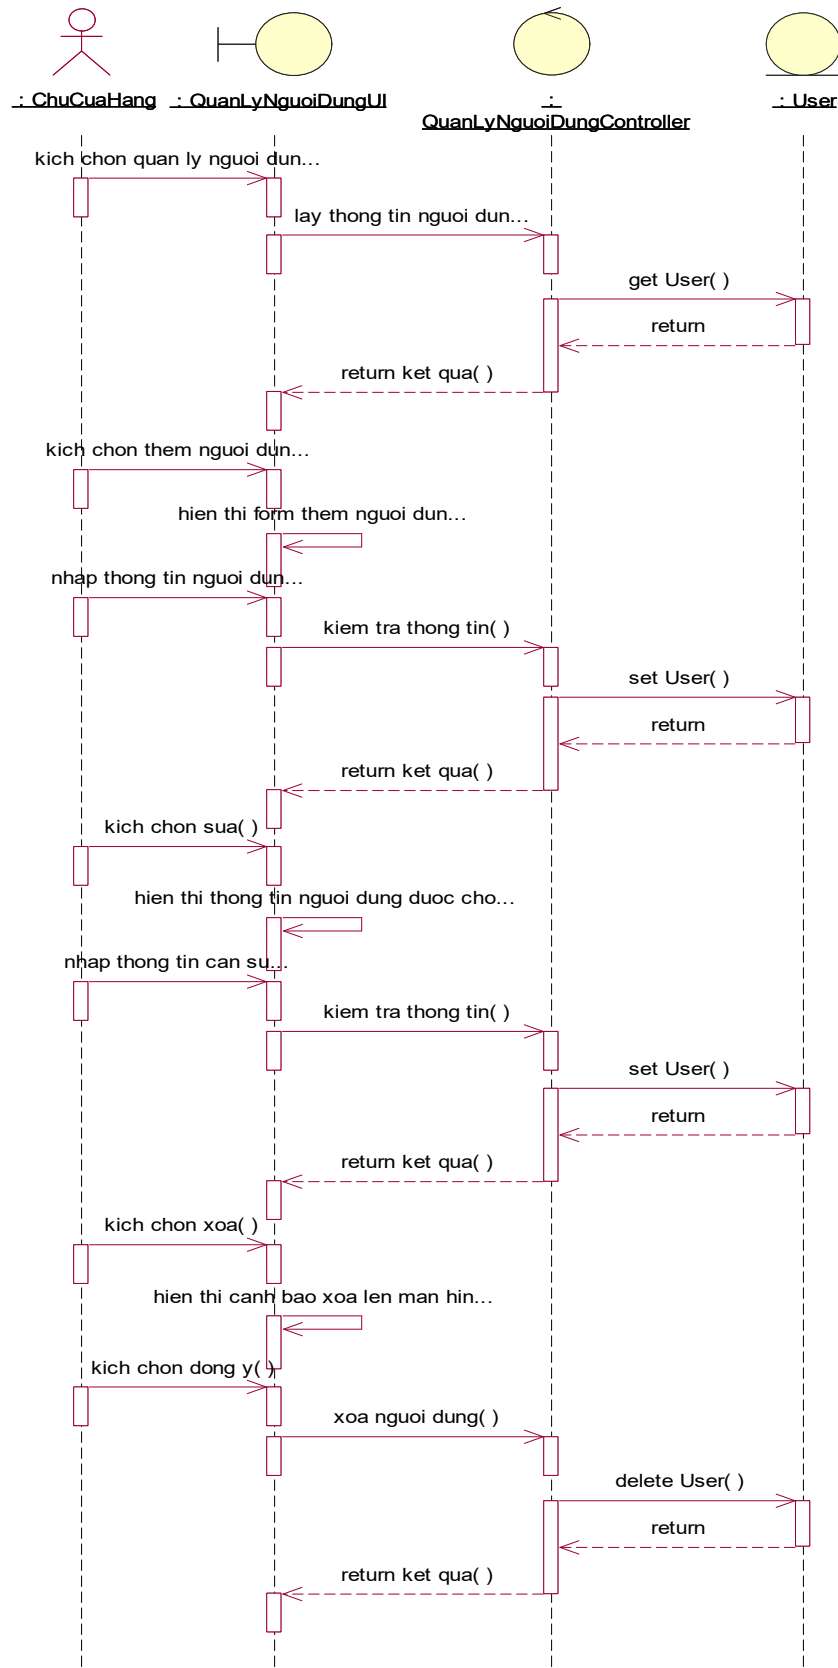 : ChuCuaHang
: QuanLyNguoiDungUI
:
QuanLyNguoiDungController
: User
kich chon quan ly nguoi dun...
lay thong tin nguoi dun...
get User( )
return
return ket qua( )
kich chon them nguoi dun...
hien thi form them nguoi dun...
nhap thong tin nguoi dun...
kiem tra thong tin( )
set User( )
return
return ket qua( )
kich chon sua( )
hien thi thong tin nguoi dung duoc cho...
nhap thong tin can su...
kiem tra thong tin( )
set User( )
return
return ket qua( )
kich chon xoa( )
hien thi canh bao xoa len man hin...
kich chon dong y( )
xoa nguoi dung( )
delete User( )
return
return ket qua( )